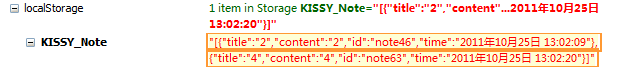 localStorage 1 item in Storage KISSY_Note="[{"title":"2","content"...2011年10月25日
13:02:20"}]"
KISSY_Note "[{"title":"2","content":"2","id":"note46","time":"2011年10月25日 13:02:09"},
{"title":"4","content":"4","id":"note63","time":"2011年10月25日 13:02:20"}]"